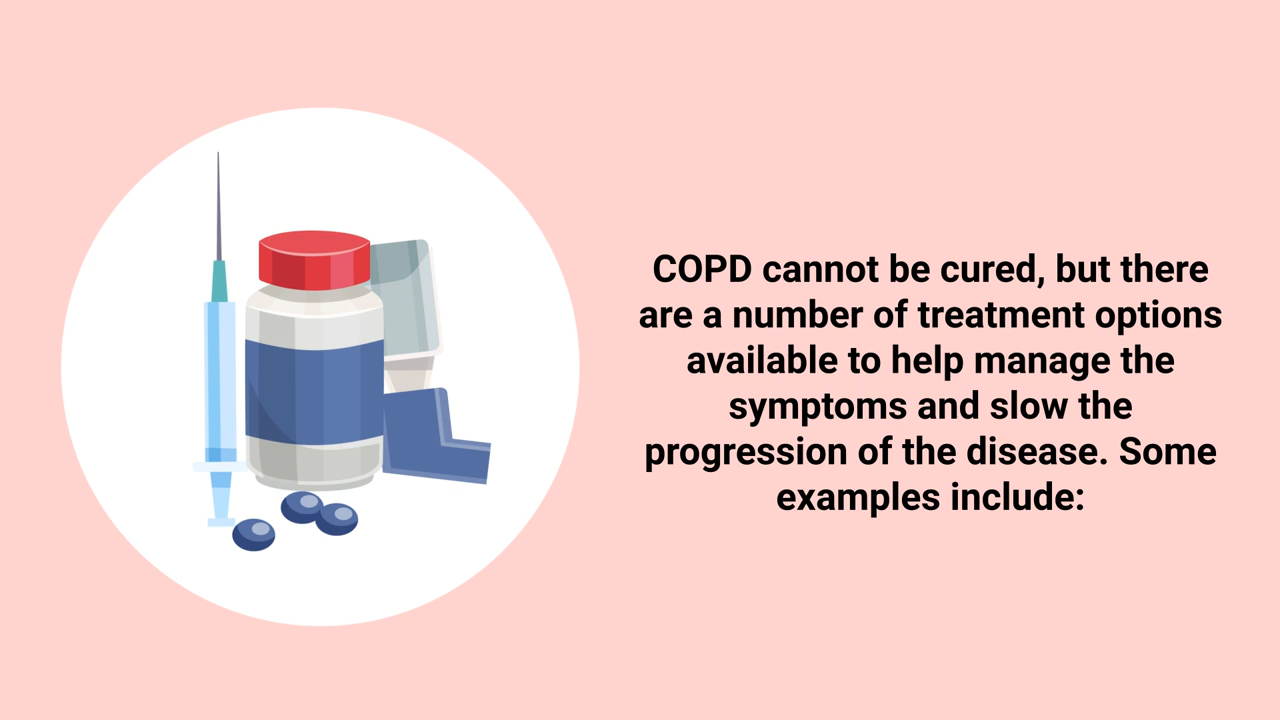 COPD cannot be cured, but there
are a number of treatment options
available to help manage the
symptoms and slow the
progression of the disease. Some
examples include: